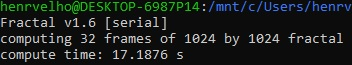 henrvelho@DESKTOP-6987P14:/mnt/c/Users/henrv
Fractal v1.6 [serial]
computing 32 frames of 1024 by 1024 fractal
compute time: 17.1876 s